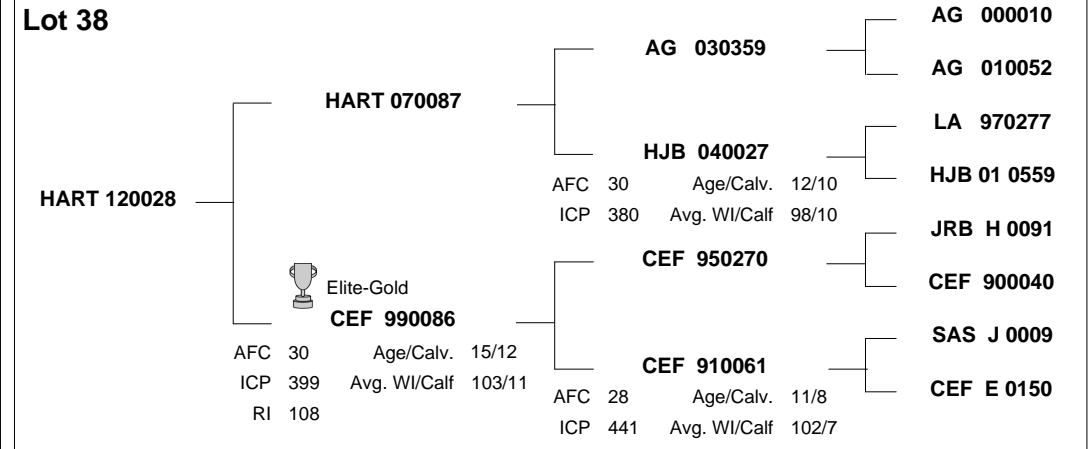 Lot 38
AG 000010
AG 030359
AG 010052
HART 070087
LA 970277
HJB 040027
AFC 30 Age/Calv. 12/10
HJB 01 0559
ICP 380 Avg. WI/Calf 98/10
HART 120028
JRB H 0091
CEF 950270
Elite-Gold
CEF 900040
CEF 990086
SAS J 0009
AFC 30 Age/Calv. 15/12
CEF 910061
ICP 399 Avg. WI/Calf 103/11
CEF E 0150
AFC 28 Age/Calv. 11/8
RI 108
ICP 441 Avg. WI/Calf 102/7